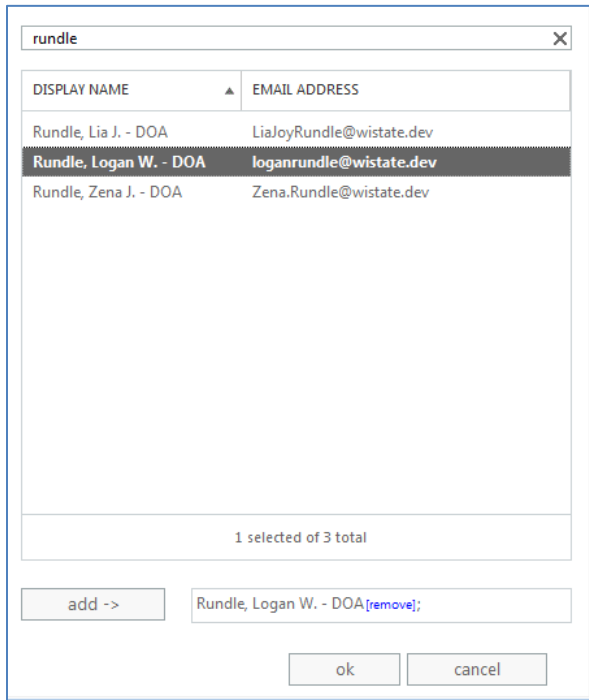 rundle
DISPLAY NAME EMAIL ADDRESS
Rundle, Lia J. - DOA LiaJoyRundle@wistate.dev
Rundle, Logan W. - DOA loganrundle@wistate.dev
Rundle, Zena J. - DOA Zena.Rundle@wistate.dev
1 selected of 3 total
add -> Rundle, Logan W. - DOA[remove];
ok cancel